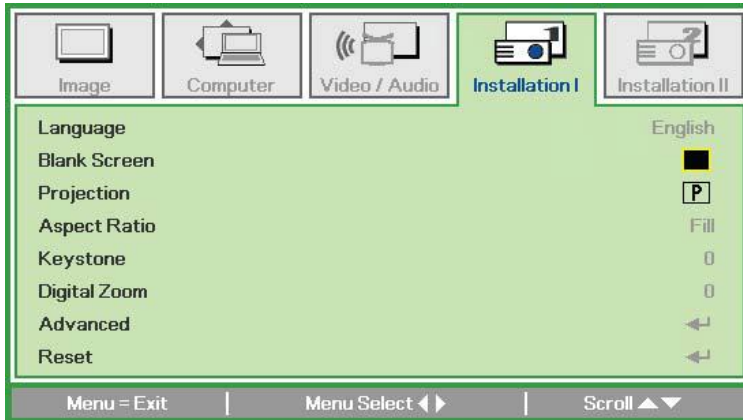 Image Computer Video / Audio Installation I Installation II
Language English
Blank Screen
Projection P
Aspect Ratio Fill
Keystone 0
Digital Zoom 0
Advanced
Reset
Menu = Exit Menu Select Scroll